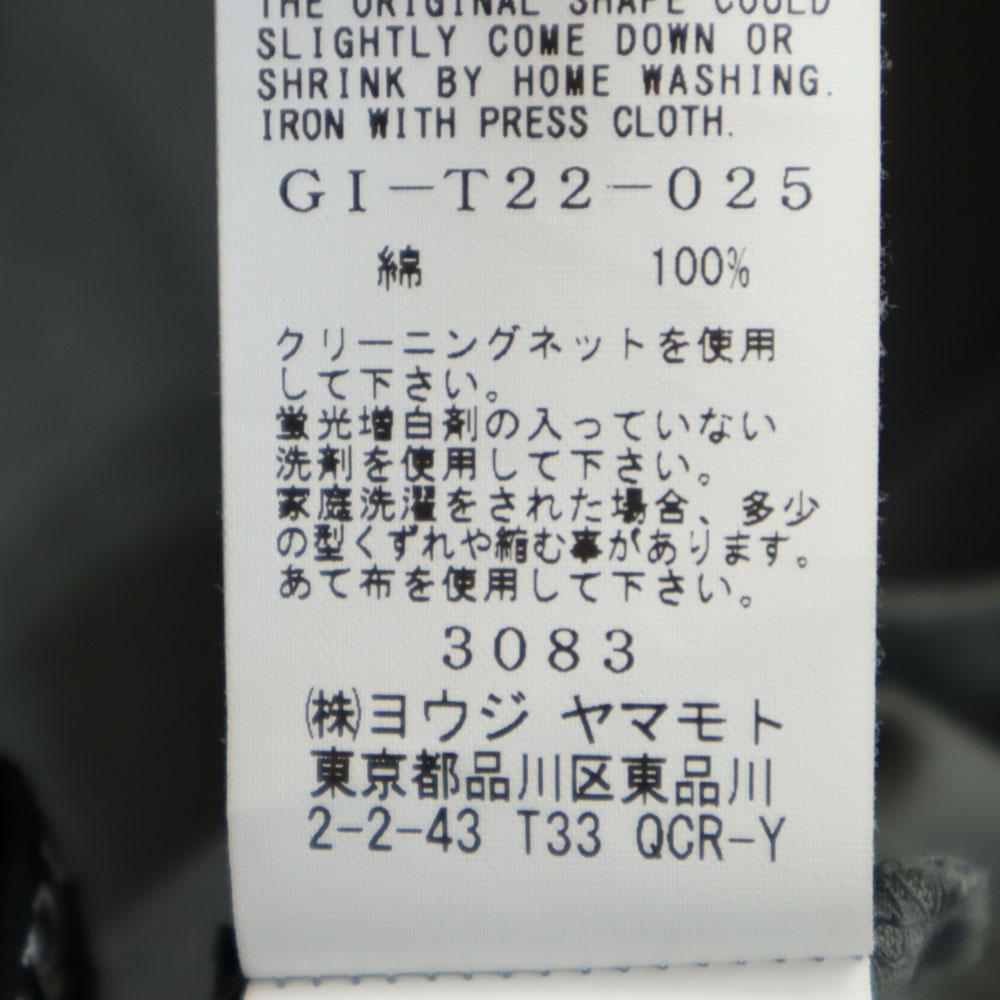 THE ORIGINAL SHAPE COULD
SLIGHTLY COME DOWN OR
SHRINK BY HOME WASHING.
IRON WITH PRESS CLOTH.
GI-T22-025
綿 100%
クリーニングネットを使用
して下さい。
蛍光増白剤の入っていない
洗剤を使用して下さい。
家庭洗濯をされた場合、多少
の型くずれや縮む事があります。
あて布を使用して下さい。
3083
㈱ヨウジ ヤマモト
東京都品川区東品川
2-2-43 T33 QCR-Y